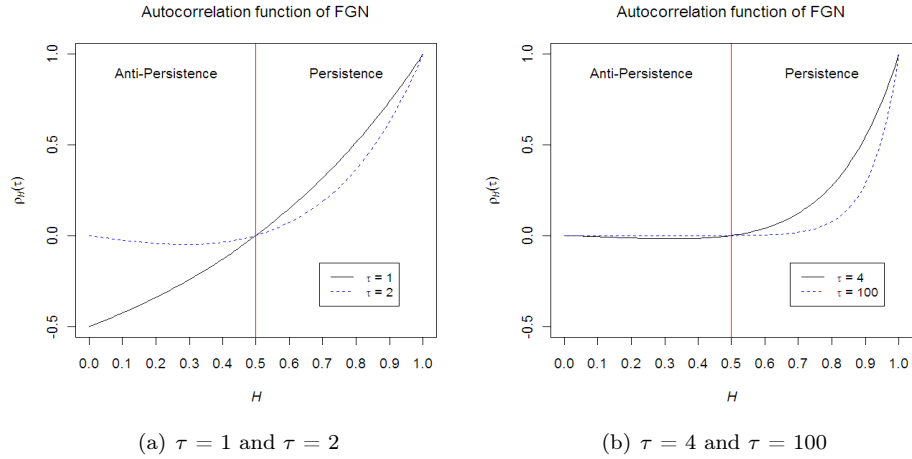 Autocorrelation function of FGN
Anti-Persistence Persistence
1.0
0.5
0.0
-0.5
ρH(τ)
τ = 1
τ = 2
0.0 0.1 0.2 0.3 0.4 0.5 0.6 0.7 0.8 0.9 1.0
H
(a) τ = 1 and τ = 2
Autocorrelation function of FGN
Anti-Persistence Persistence
1.0
0.5
0.0
-0.5
ρH(τ)
τ = 4
τ = 100
0.0 0.1 0.2 0.3 0.4 0.5 0.6 0.7 0.8 0.9 1.0
H
(b) τ = 4 and τ = 100